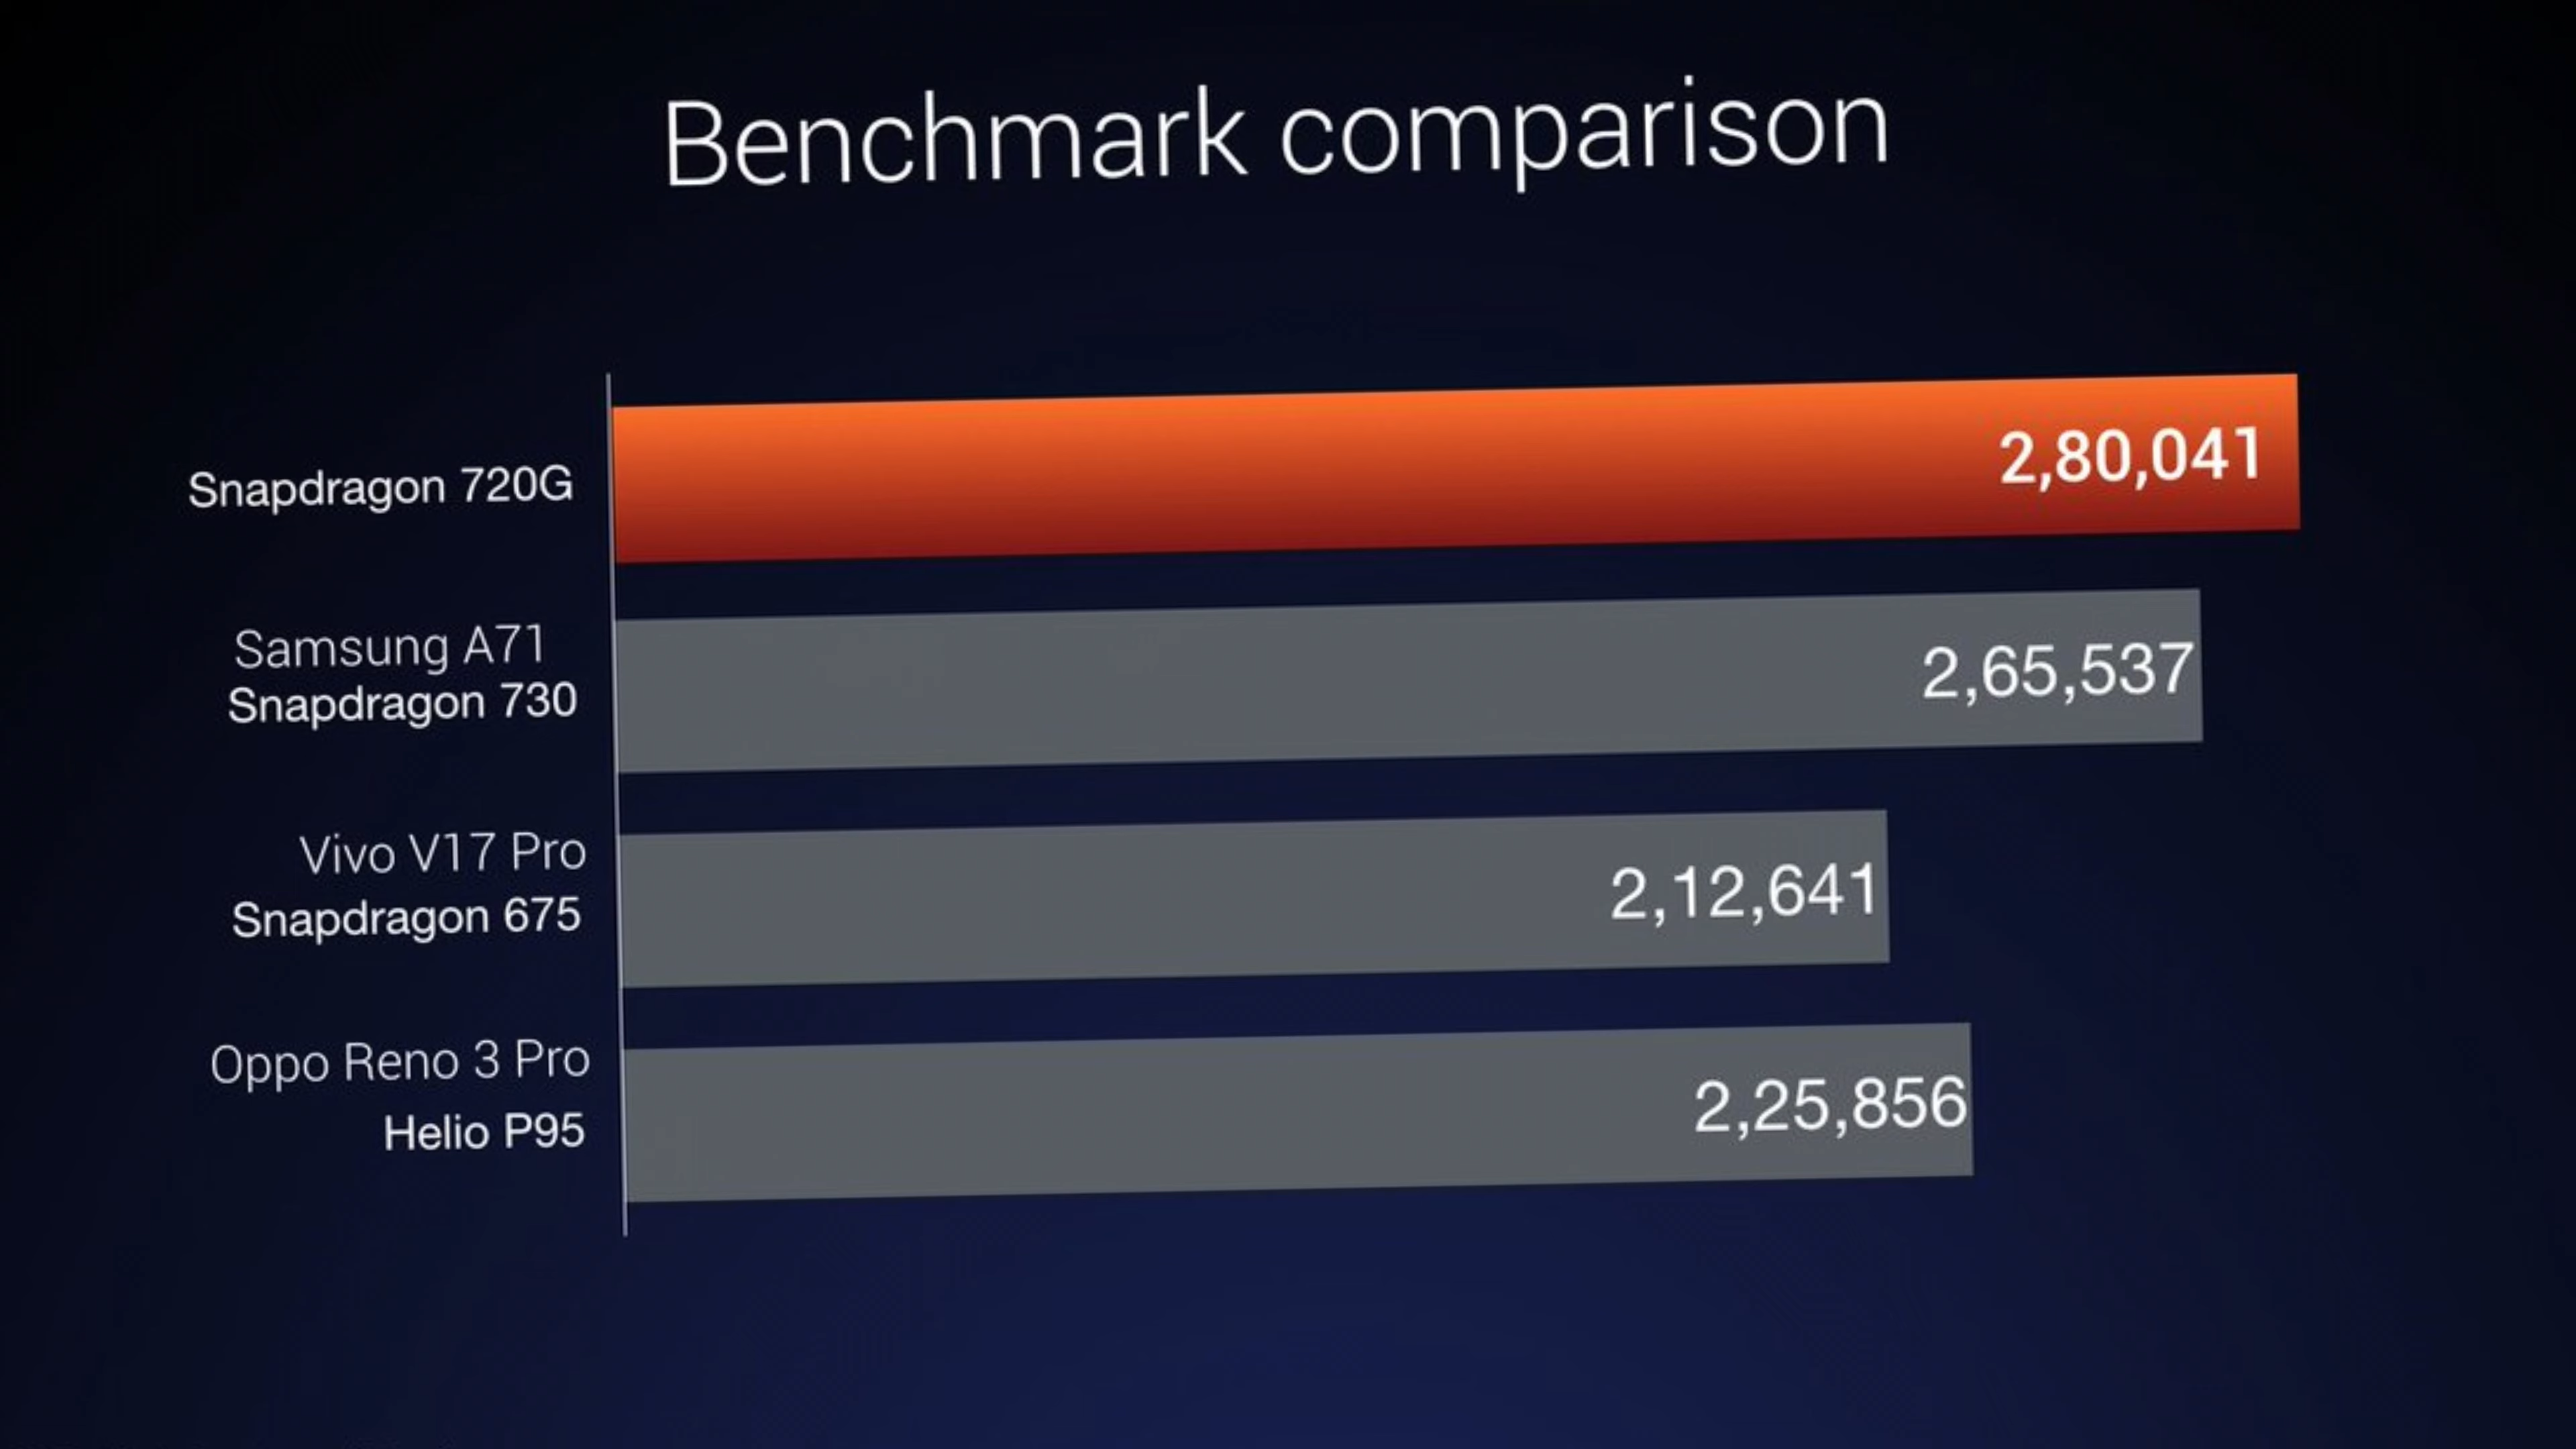 Benchmark comparison
Snapdragon 720G
2,80,041
Samsung A71
Snapdragon 730
2,65,537
Vivo V17 Pro
Snapdragon 675
2,12,641
Oppo Reno 3 Pro
Helio P95
2,25,856